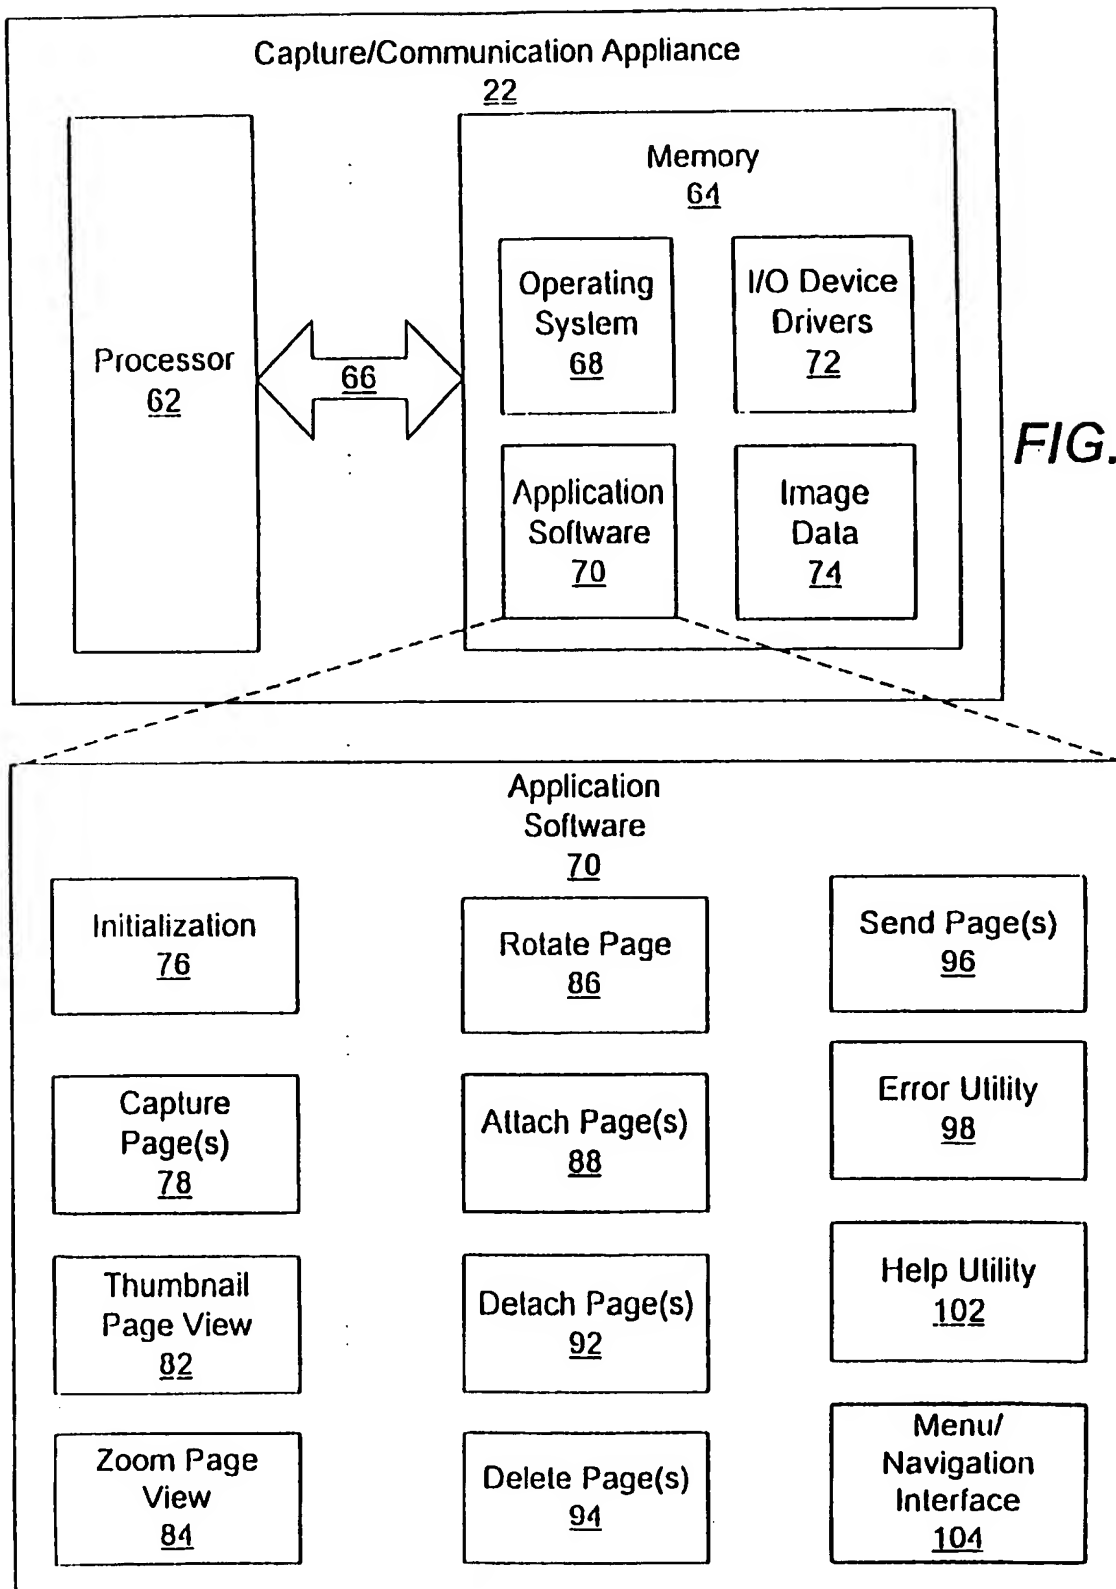 Capture/Communication Appliance
22
Processor
62
66
Memory
64
Operating
System
68
I/O Device
Drivers
72
Application
Software
70
Image
Data
74
FIG.
Application
Software
70
Initialization
76
Capture
Page(s)
78
Thumbnail
Page View
82
Zoom Page
View
84
Rotate Page
86
Attach Page(s)
88
Detach Page(s)
92
Delete Page(s)
94
Send Page(s)
96
Error Utility
98
Help Utility
102
Menu/
Navigation
Interface
104